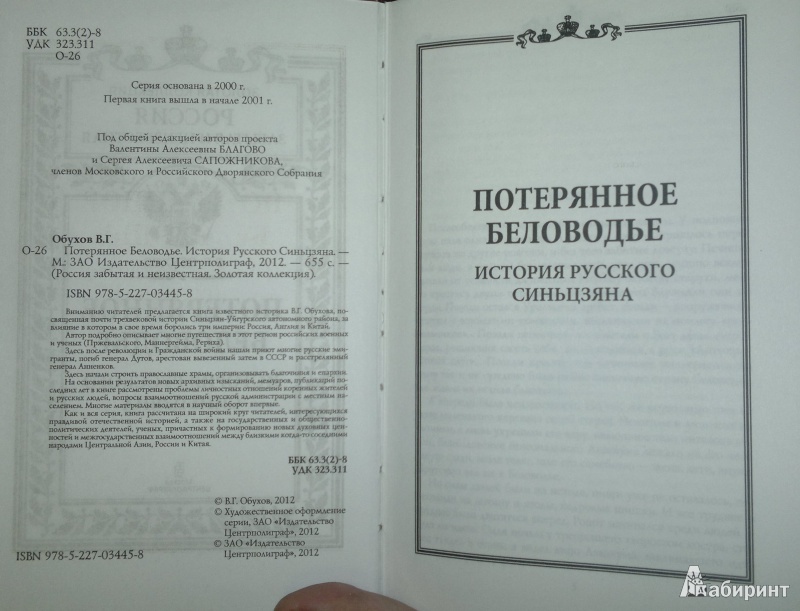 ББК 63.3(2)-8
УДК 323.311
О-26
Серия основана в 2000 г.
Первая книга вышла в начале 2001 г.
Под общей редакцией авторов проекта
Валентины Алексеевны БЛАГОВО
и Сергея Алексеевича САПОЖНИКОВА,
членов Московского и Российского Дворянского Собрания
Обухов В.Г.
О-26 Потерянное Беловодье. История Русского Синьцзяна. —
М.: ЗАО Издательство Центрполиграф, 2012. — 655 с. —
(Россия забытая и неизвестная. Золотая коллекция).
ISBN 978-5-227-03445-8
Вниманию читателей предлагается книга известного историка В.Г. Обухова, по-
священная почти трехвековой истории Синьцзян-Уйгурского автономного района, за
влияние в котором в свое время боролись три империи: Россия, Англия и Китай.
Автор подробно описывает многие путешествия в этот регион российских военных
и ученых (Пржевальского, Маннергейма, Рериха).
Здесь после революции и Гражданской войны нашли приют многие русские эми-
гранты, погиб генерал Дутов, арестован вывезенный затем в СССР и расстрелянный
генерал Анненков.
Здесь начали строить православные храмы, организовывать благочиния и епархии.
На основании результатов новых архивных изысканий, мемуаров, публикаций по-
следних лет в книге рассмотрены проблемы личностных отношений коренных жителей
и русских людей, вопросы взаимоотношений русской администрации с местным на-
селением. Многие материалы вводятся в научный оборот впервые.
Как и вся серия, книга рассчитана на широкий круг читателей, интересующихся
правдивой отечественной историей, а также на государственных и общественно-
политических деятелей, ученых, причастных к формированию новых духовных цен-
ностей и межгосударственных взаимоотношений между близкими когда-то соседними
народами Центральной Азии, России и Китая.
ББК 63.3(2)-8
УДК 323.311
© В.Г. Обухов, 2012
© Художественное оформление
серии, ЗАО «Издательство
Центрполиграф», 2012
© ЗАО «Издательство
Центрполиграф», 2012
ISBN 978-5-227-03445-8
ПОТЕРЯННОЕ
БЕЛОВОДЬЕ
ИСТОРИЯ РУССКОГО
СИНЬЦЗЯНА
Лабиринт